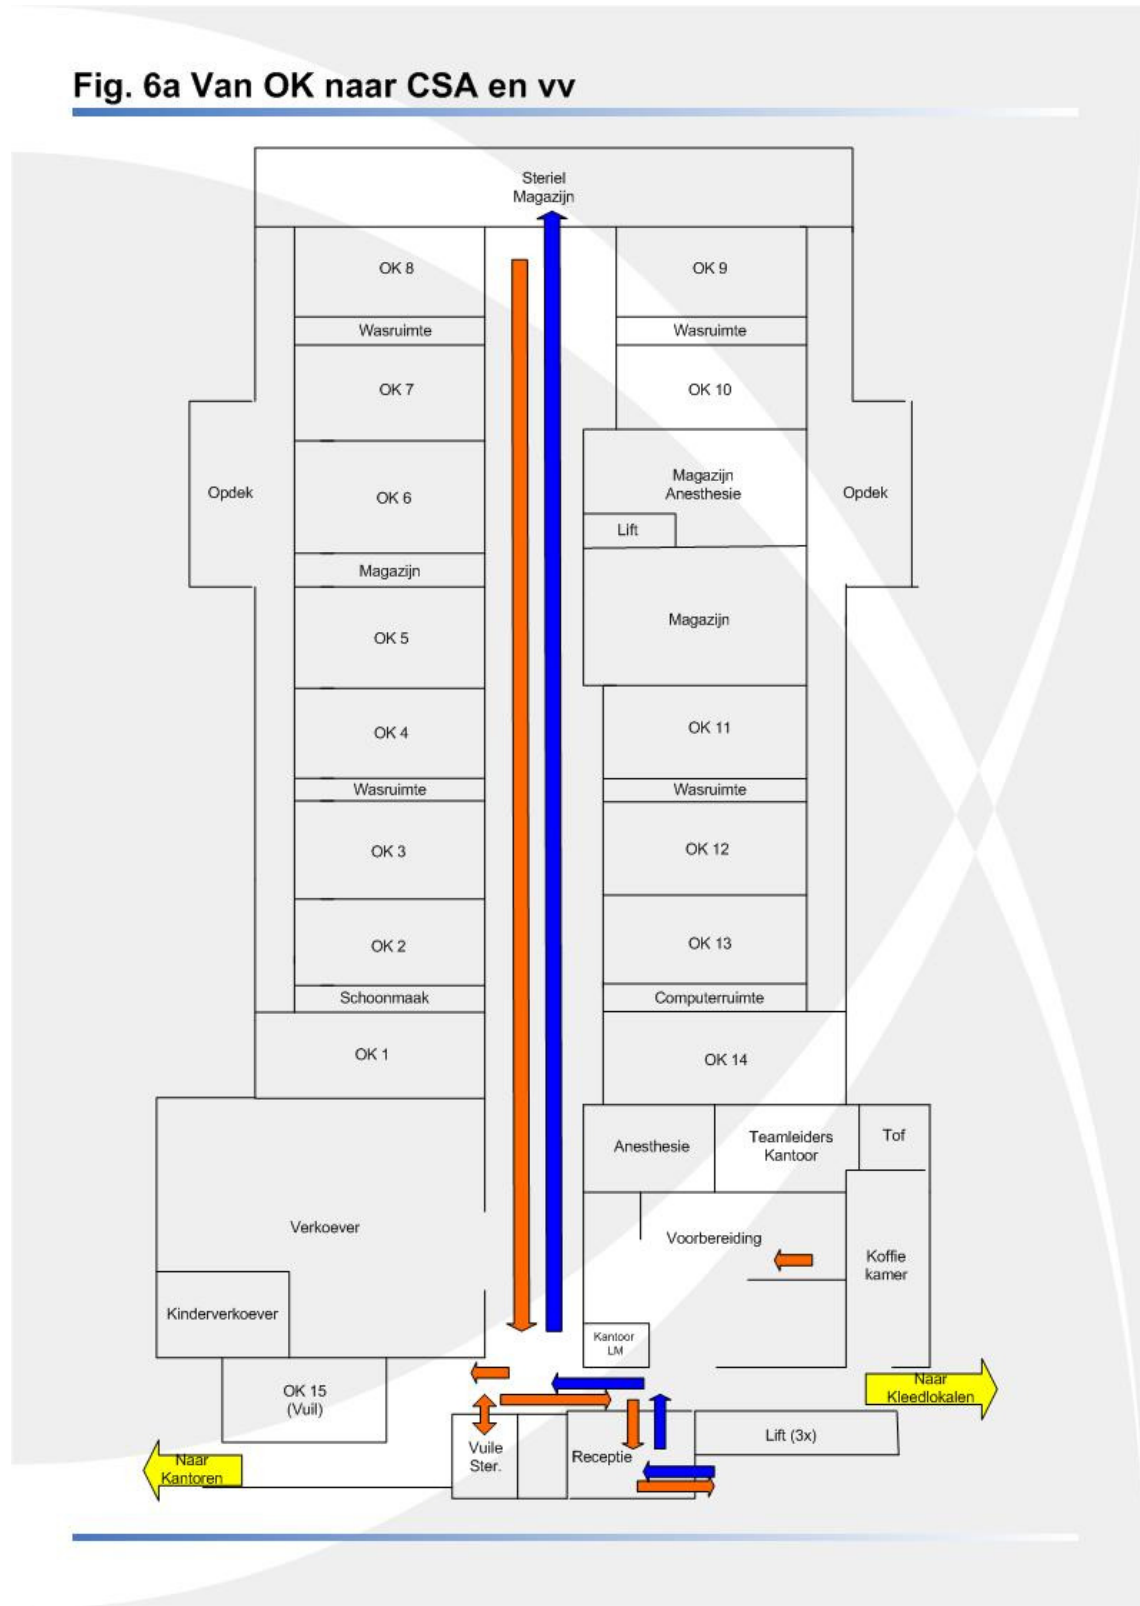 Fig. 6a Van OK naar CSA en vv
Steriel
Magazijn
OK 8
OK 9
Wasruimte
Wasruimte
OK 7
OK 10
Opdek
OK 6
Magazijn
Anesthesie
Opdek
Lift
Magazijn
Magazijn
OK 5
OK 4
OK 11
Wasruimte
Wasruimte
OK 3
OK 12
OK 2
OK 13
Schoonmaak
Computerruimte
OK 1
OK 14
Anesthesie
Teamleiders
Kantoor
Tof
Verkoever
Voorbereiding
Koffie
kamer
Kinderverkoever
Kantoor
LM
OK 15
(Vuil)
Naar
Kleedlokalen
Vuile
Ster.
Receptie
Lift (3x)
Naar
Kantoren